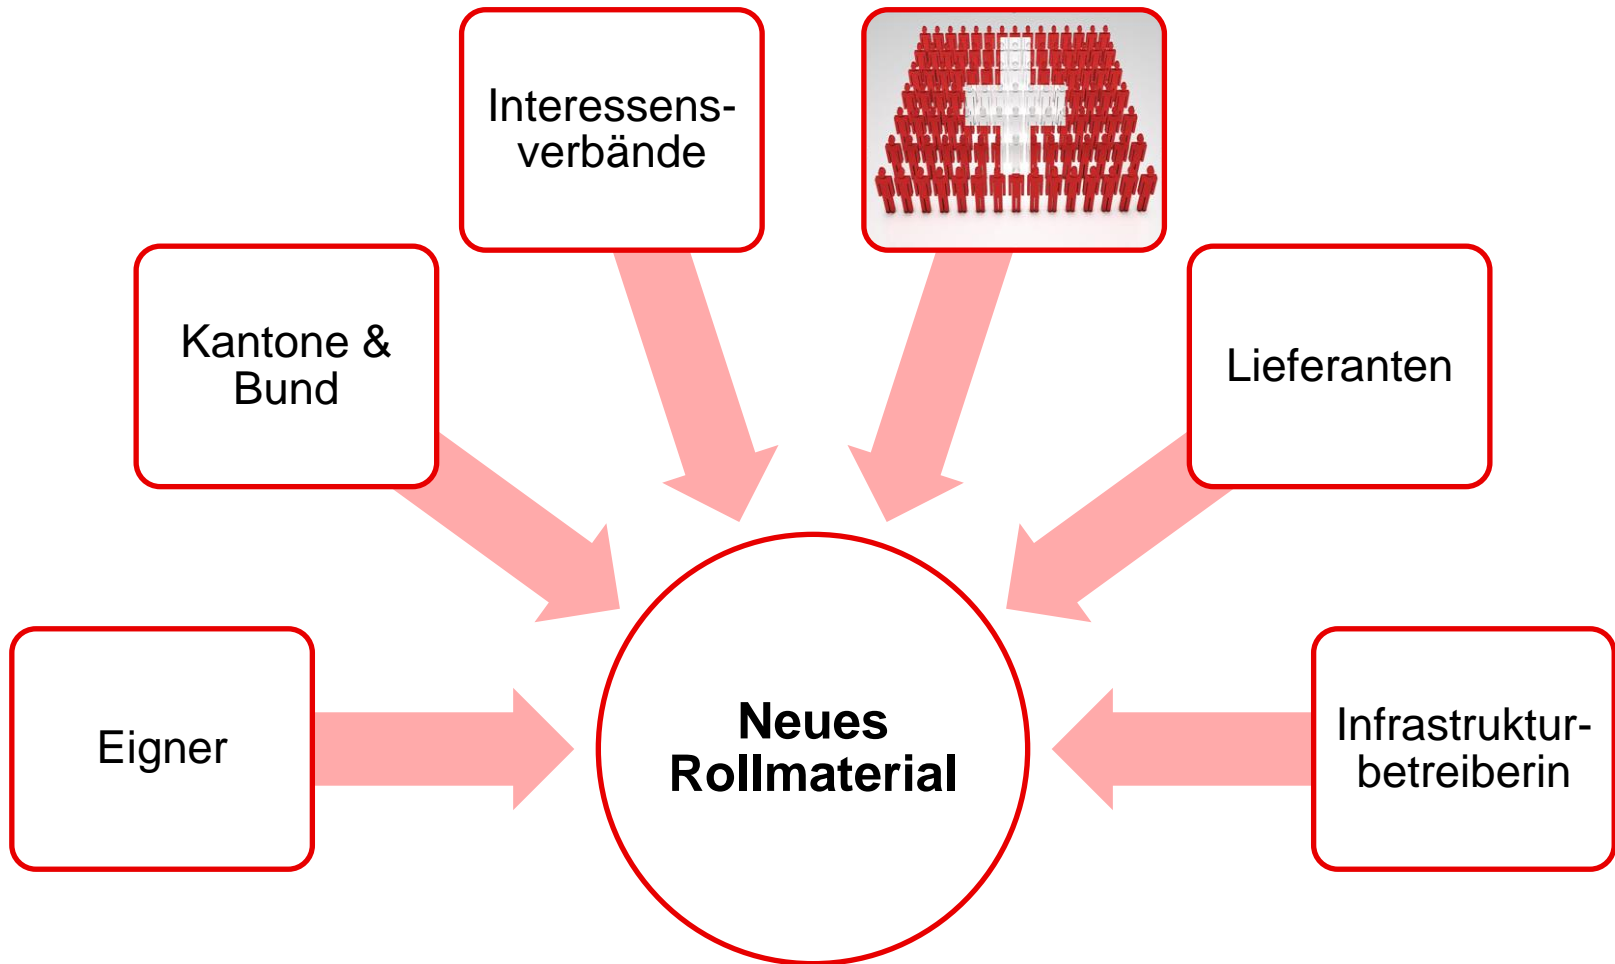 Interessens-
verbände
Kantone &
Bund
Lieferanten
Eigner
Neues
Rollmaterial
Infrastruktur-
betreiberin